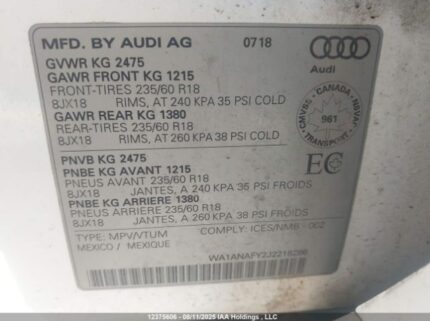 MFD. BY AUDI AG 0718
GVWR KG 2475
GAWR FRONT KG 1215
FRONT-TIRES 235/60 R18
8JX18 RIMS, AT 240 KPA 35 PSI COLD
GAWR REAR KG 1380
REAR-TIRES 235/60 R18
8JX18 RIMS, AT 260 KPA 38 PSI COLD
Audi
CMVSS CANADA NSVAC
961
TRANSPORT
EC
PNVB KG 2475
PNBE KG AVANT 1215
PNEUS AVANT 235/60 R18
8JX18 JANTES, A 240 KPA 35 PSI FROIDS
PNBE KG ARRIERE 1380
PNEUS ARRIERE 235/60 R18
8JX18 JANTES, A 260 KPA 38 PSI FROIDS
TYPE: MPV/VTUM COMPLY: ICES/NMB-002
MEXICO / MEXIQUE
12375606 - 08/11/2025 IAA Holdings, LLC